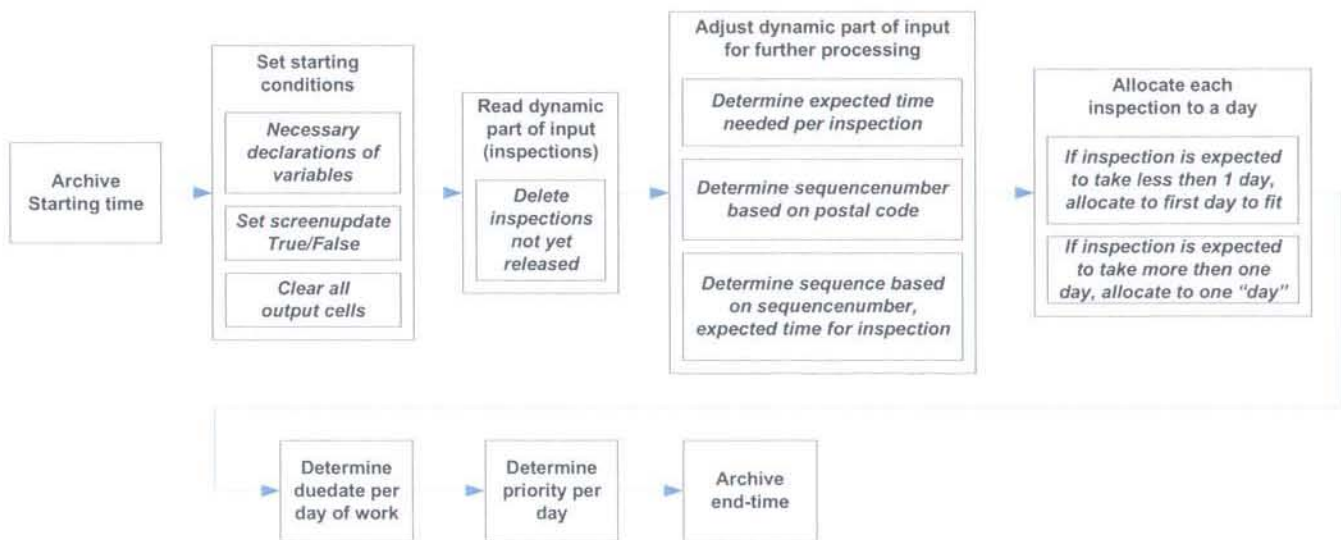 Archive
Starting time
Set starting
conditions
Necessary
declarations of
variables
Set screenupdate
True/False
Clear all
output cells
Read dynamic
part of input
(inspections)
Delete
inspections
not yet
released
Adjust dynamic part of input
for further processing
Determine expected time
needed per inspection
Determine sequencenumber
based on postal code
Determine sequence based
on sequencenumber,
expected time for inspection
Allocate each
inspection to a day
If inspection is expected
to take less then 1 day,
allocate to first day to fit
If inspection is expected
to take more then one
day, allocate to one “day”
Determine
duedate per
day of work
Determine
priority per
day
Archive
end-time